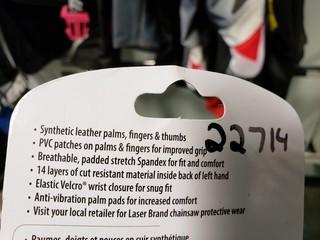 • Synthetic leather palms, fingers & thumbs
• PVC patches on palms & fingers for improved grip
22714
• Breathable, padded stretch Spandex for fit and comfort
• 14 layers of cut resistant material inside back of left hand
• Elastic Velcro® wrist closure for snug fit
• Anti-vibration palm pads for increased comfort
• Visit your local retailer for Laser Brand chainsaw protective wear
• Paumes, doigts et pouces en cuir synthétique